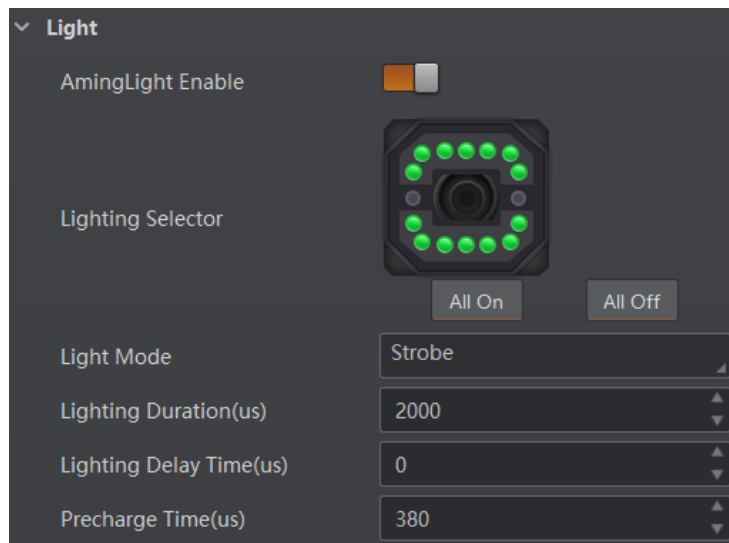 Light
AmingLight Enable
Lighting Selector
All On All Off
Light Mode Strobe
Lighting Duration(us) 2000
Lighting Delay Time(us) 0
Precharge Time(us) 380